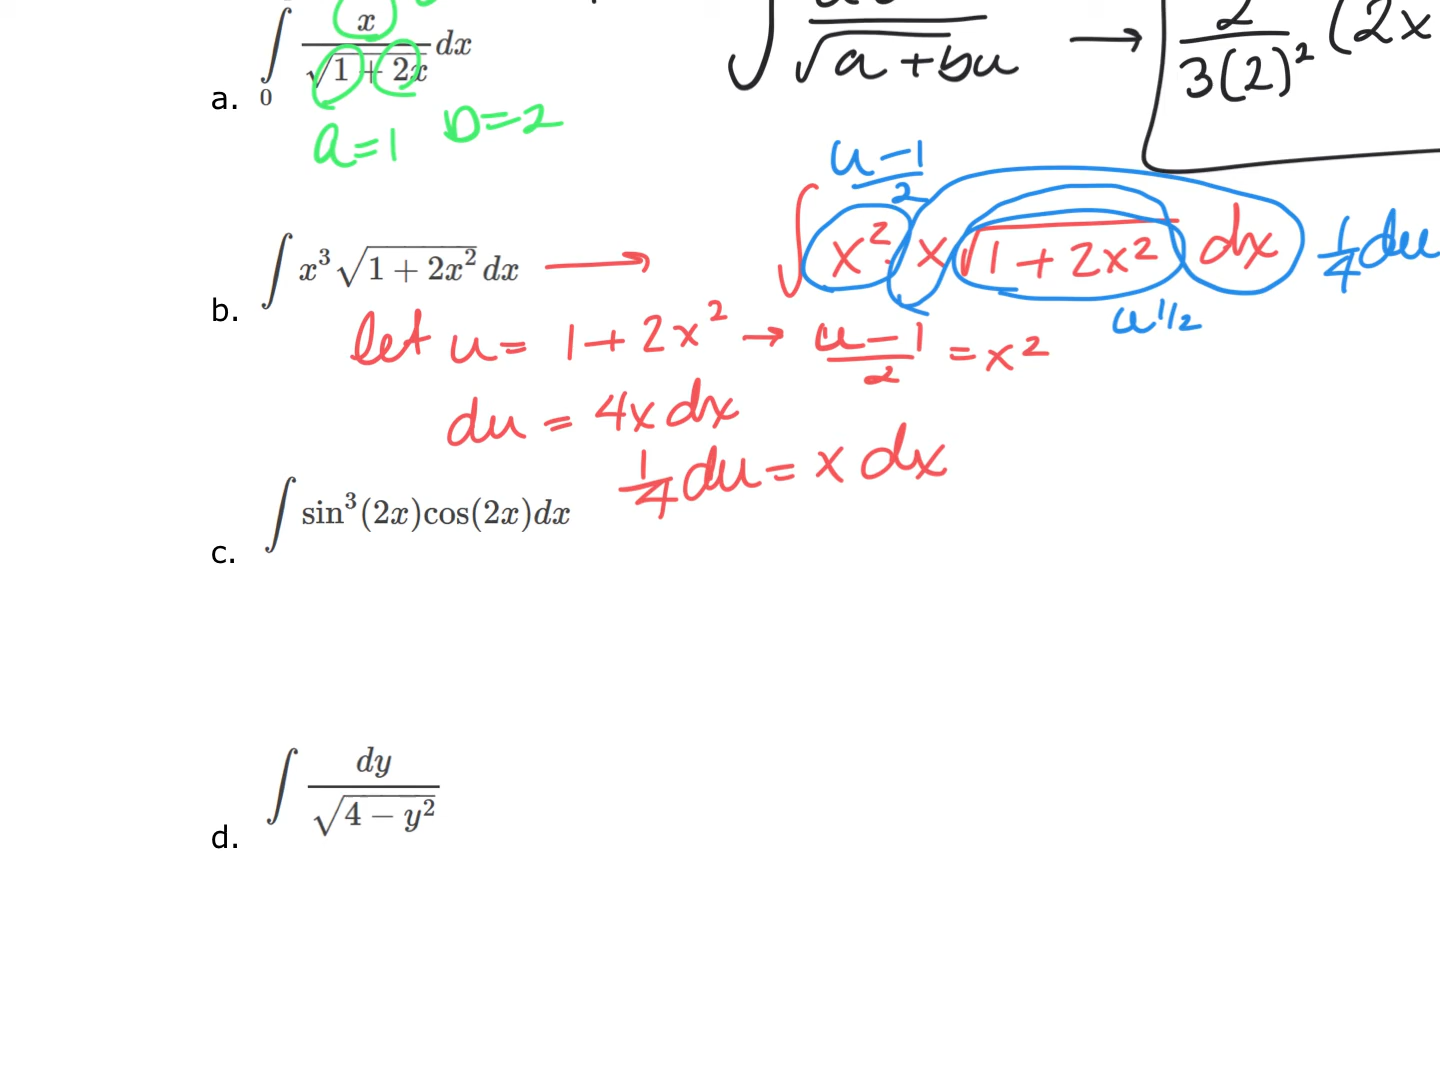 a. ∫₀ x/√(1 + 2x) dx
a=1 b=2
∫ /√(a+bu) → 2/3(2)² (2x
b. ∫ x³ √(1 + 2x²) dx → ∫ x² · x √(1 + 2x²) dx
u−1/2
¼ du
u^1/2
let u = 1 + 2x² → u−1/2 = x²
du = 4x dx
¼ du = x dx
c. ∫ sin³(2x)cos(2x)dx
d. ∫ dy/√(4 − y²)